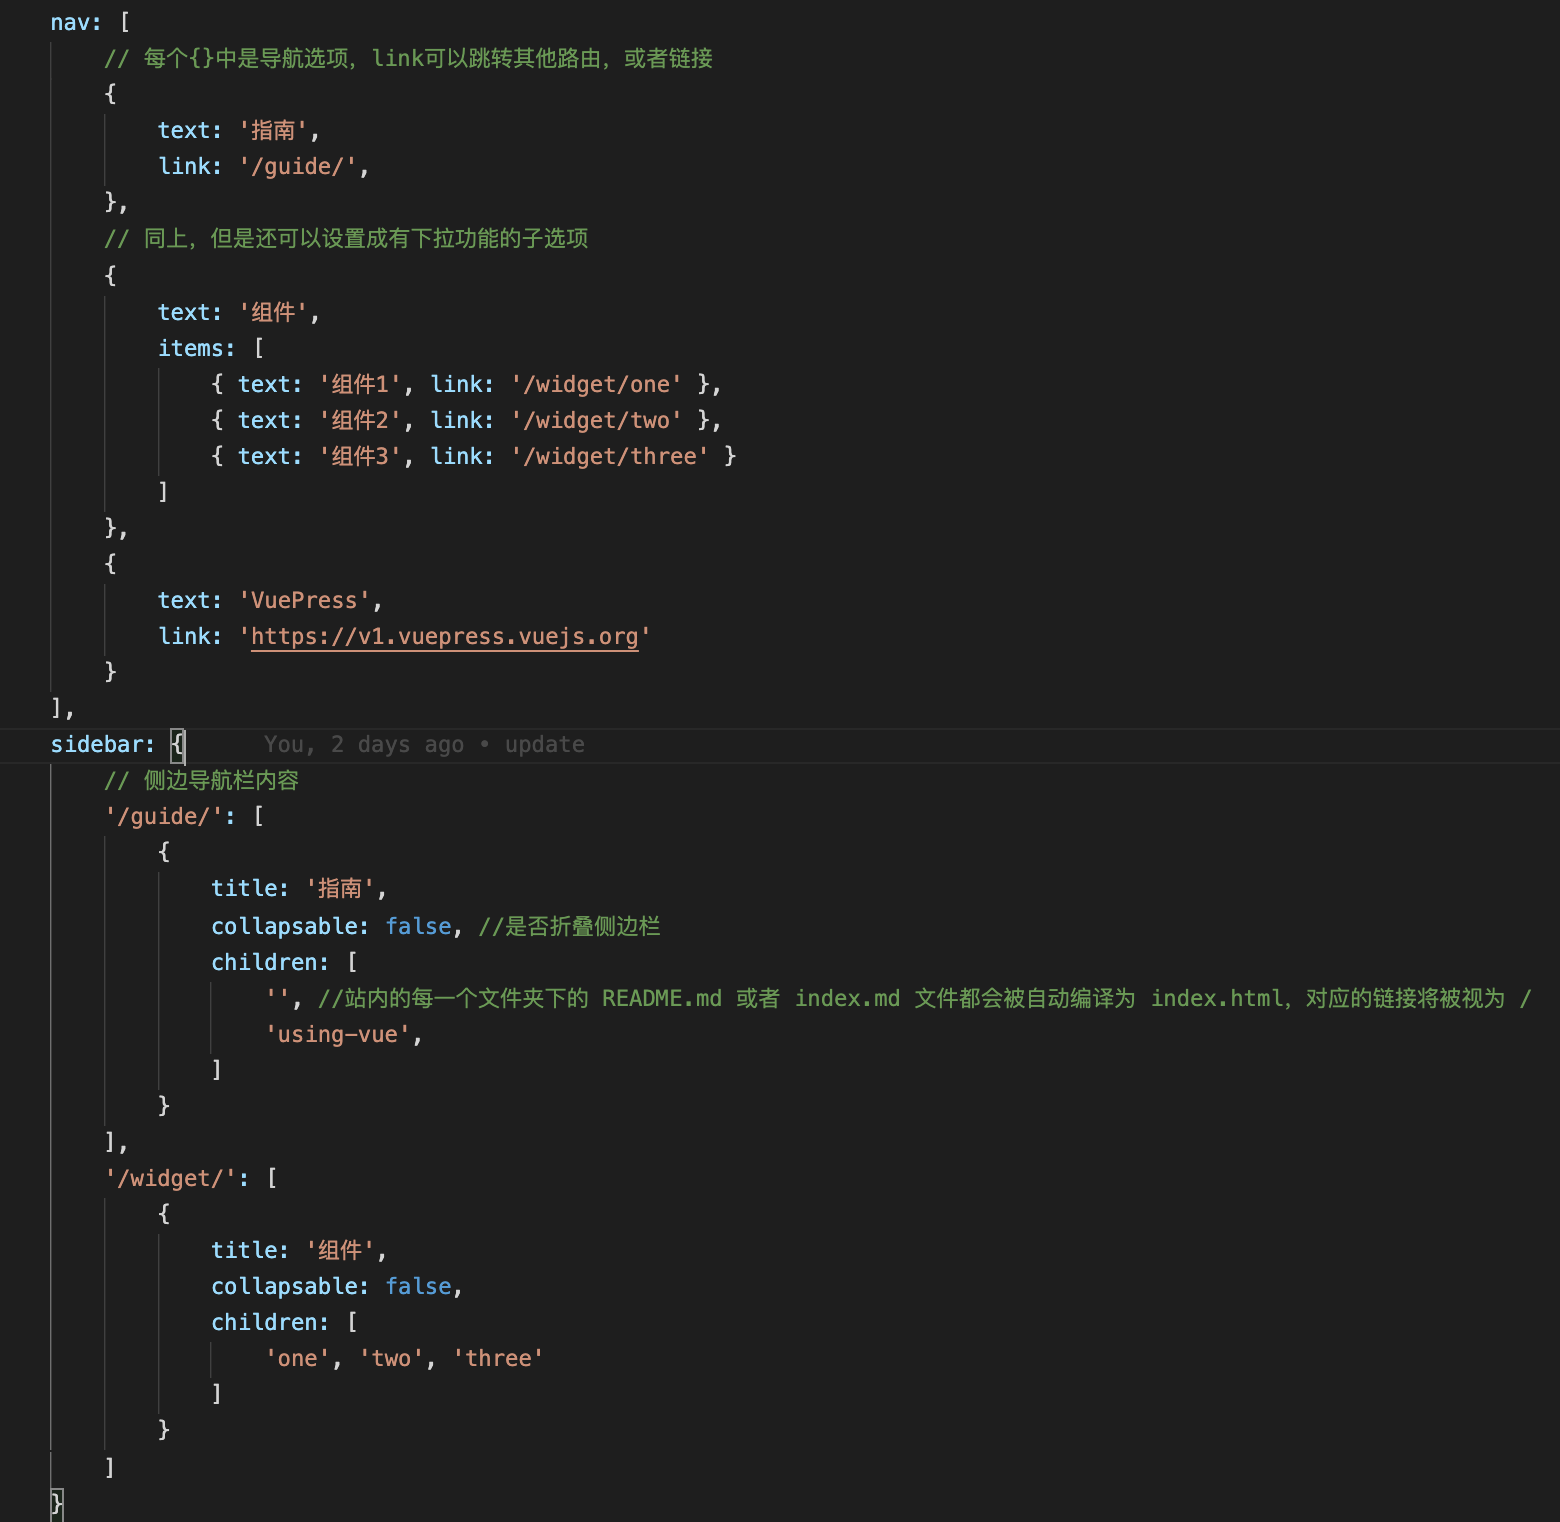 nav: [
// 每个{}中是导航选项，link可以跳转其他路由，或者链接
{
text: '指南',
link: '/guide/',
},
// 同上，但是还可以设置成有下拉功能的子选项
{
text: '组件',
items: [
{ text: '组件1', link: '/widget/one' },
{ text: '组件2', link: '/widget/two' },
{ text: '组件3', link: '/widget/three' }
]
},
{
text: 'VuePress',
link: 'https://v1.vuepress.vuejs.org'
}
],
sidebar: { You, 2 days ago • update
// 侧边导航栏内容
'/guide/': [
{
title: '指南',
collapsable: false, //是否折叠侧边栏
children: [
'', //站内的每一个文件夹下的 README.md 或者 index.md 文件都会被自动编译为 index.html，对应的链接将被视为 /
'using-vue',
]
}
],
'/widget/': [
{
title: '组件',
collapsable: false,
children: [
'one', 'two', 'three'
]
}
]
}